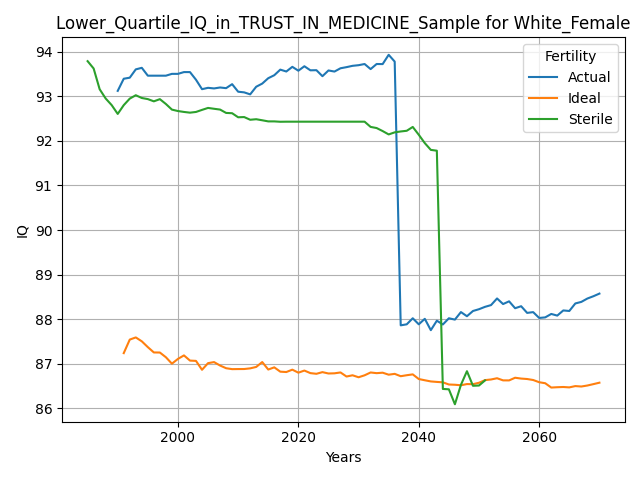 Lower_Quartile_IQ_in_TRUST_IN_MEDICINE_Sample for White_Female
94
93
92
91
90
89
88
87
86
IQ
2000
2020
2040
2060
Years
Fertility
Actual
Ideal
Sterile